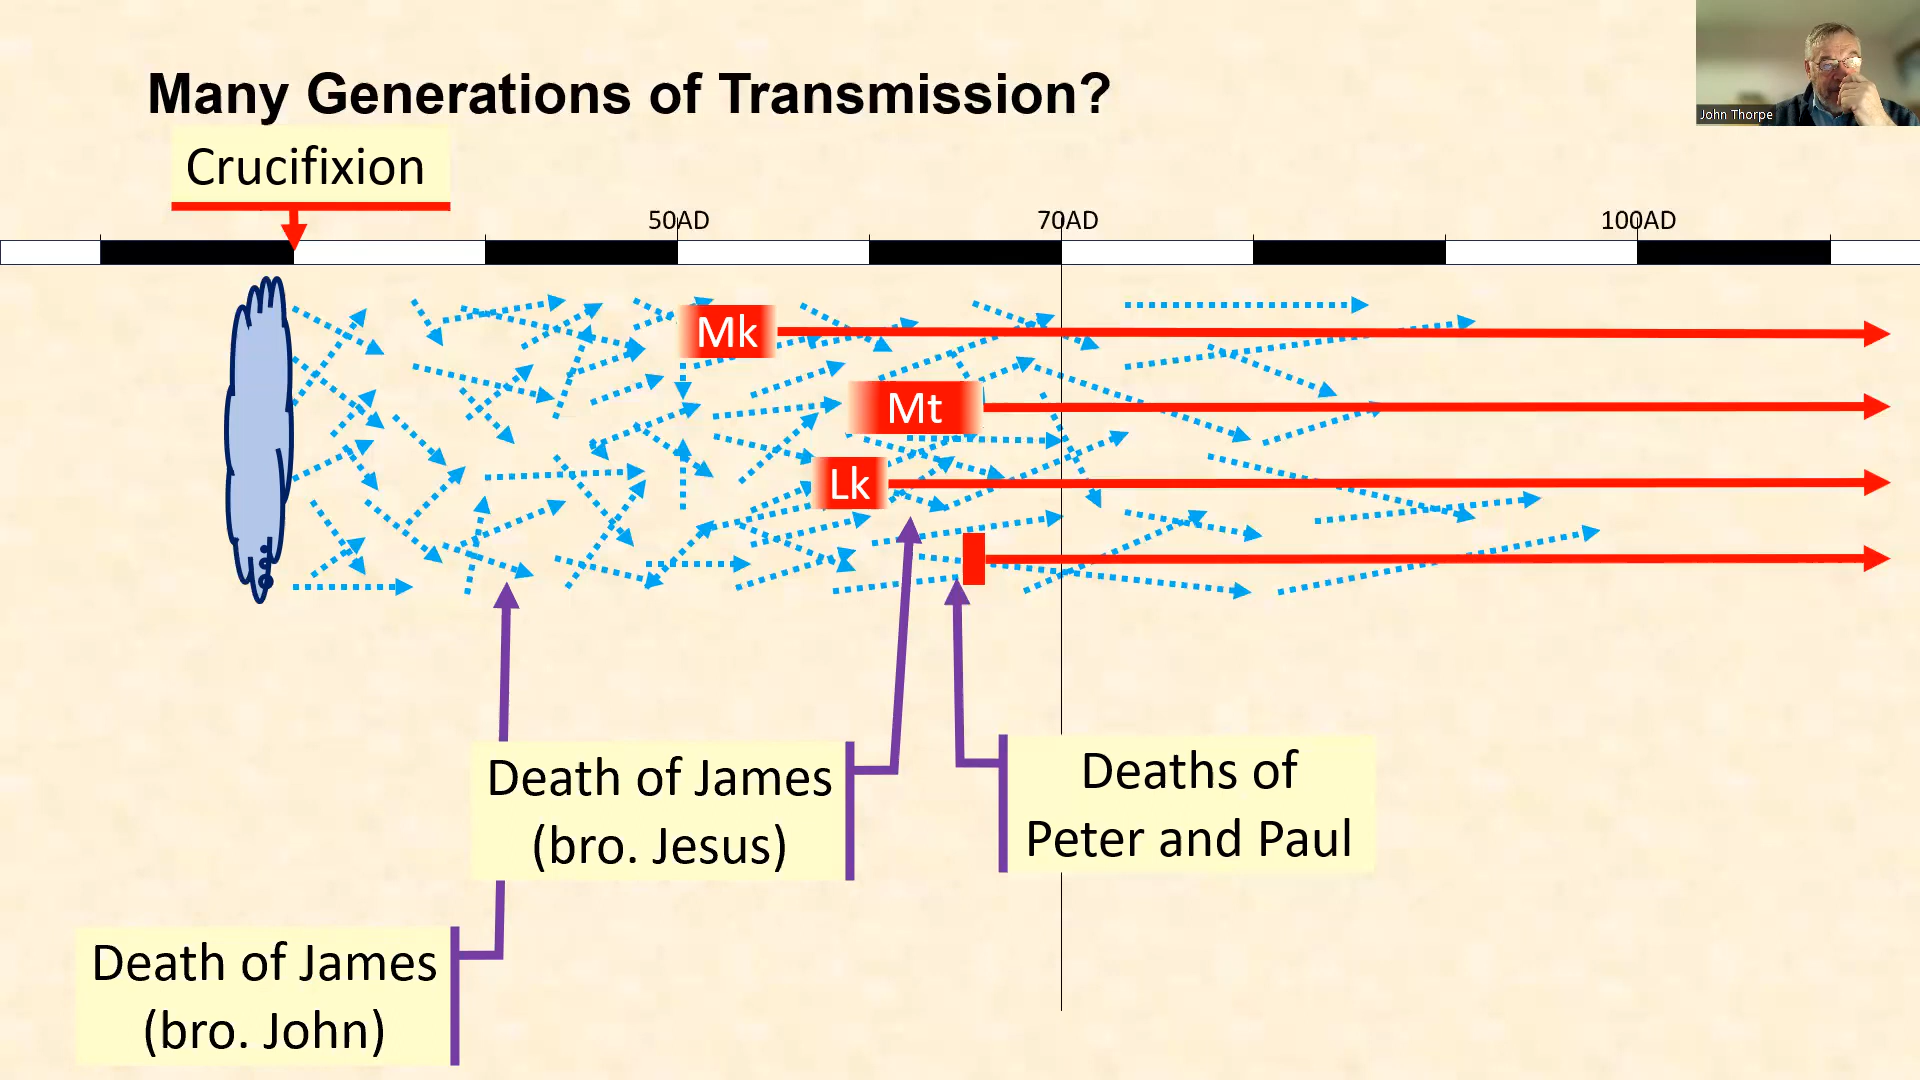 Many Generations of Transmission?
John Thorpe
Crucifixion
50AD
70AD
100AD
Mk
Mt
Lk
Death of James
(bro. Jesus)
Deaths of
Peter and Paul
Death of James
(bro. John)